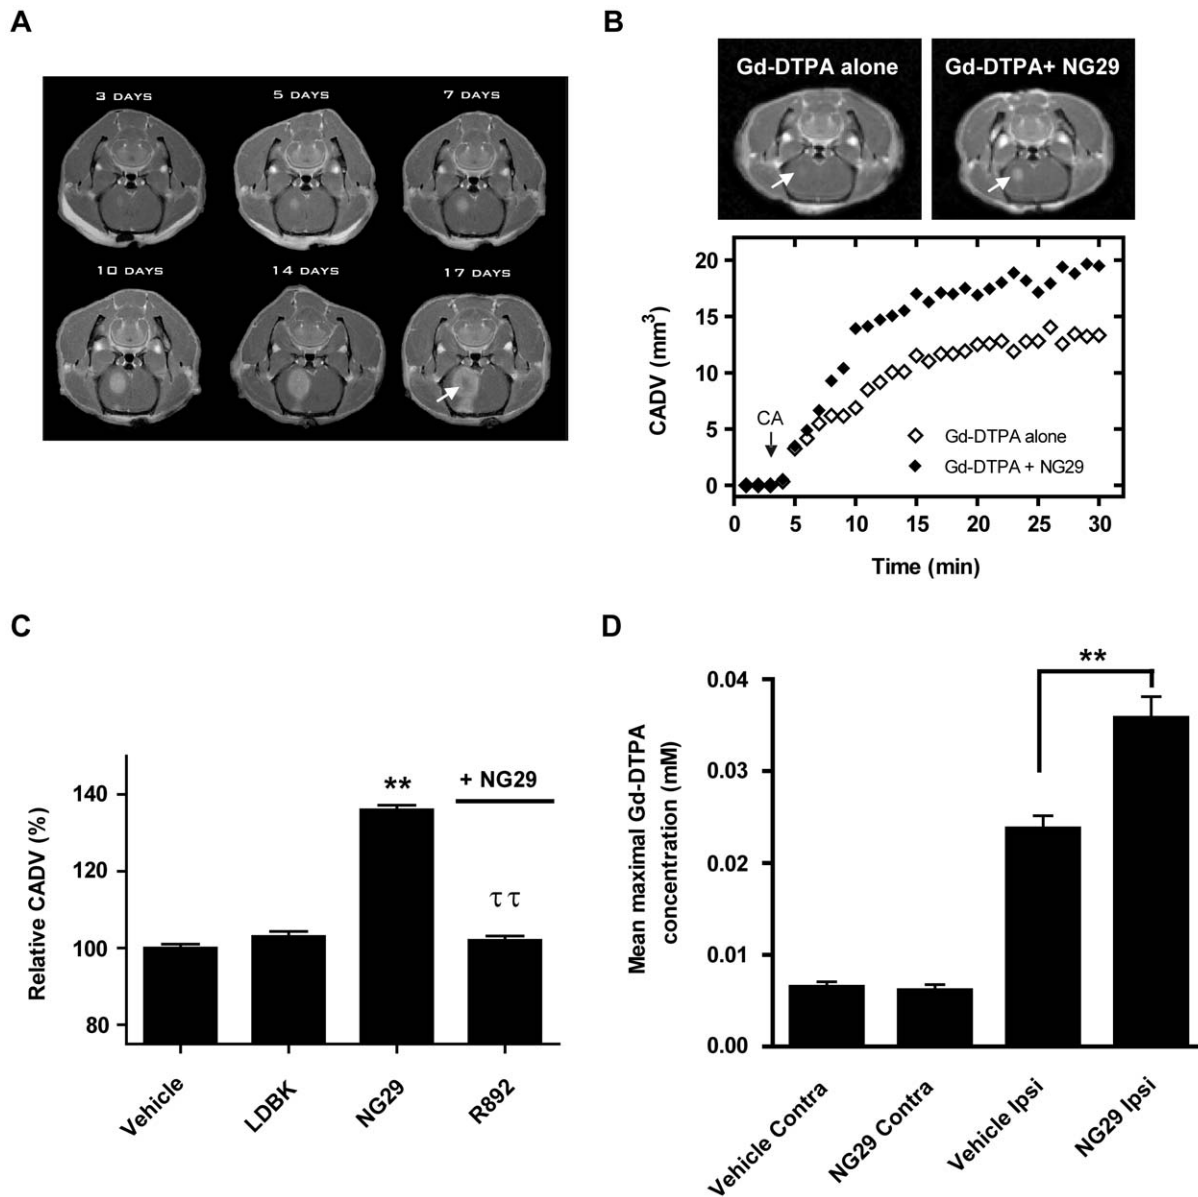 A
3 DAYS
5 DAYS
7 DAYS
10 DAYS
14 DAYS
17 DAYS
B
Gd-DTPA alone
Gd-DTPA+ NG29
CADV (mm³)
20
15
10
5
0
CA
Gd-DTPA alone
Gd-DTPA + NG29
0
5
10
15
20
25
30
Time (min)
C
Relative CADV (%)
140
120
100
80
**
+ NG29
ττ
Vehicle
LDBK
NG29
R892
D
Mean maximal Gd-DTPA
concentration (mM)
0.04
0.03
0.02
0.01
0.00
**
Vehicle Contra
NG29 Contra
Vehicle Ipsi
NG29 Ipsi